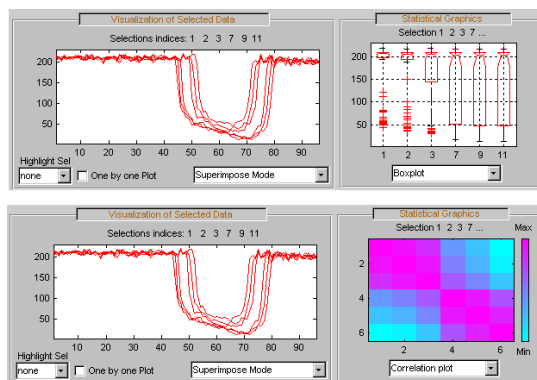 Visualization of Selected Data
Selections indices: 1 2 3 7 9 11
200
150
100
50
10 20 30 40 50 60 70 80 90
Highlight Sel
none
One by one Plot
Superimpose Mode
Statistical Graphics
Selection 1 2 3 7 ...
200
150
100
50
1 2 3 7 9 11
Boxplot
Visualization of Selected Data
Selections indices: 1 2 3 7 9 11
200
150
100
50
10 20 30 40 50 60 70 80 90
Highlight Sel
none
One by one Plot
Superimpose Mode
Statistical Graphics
Selection 1 2 3 7 ...
Max
2
4
6
2 4 6
Min
Correlation plot